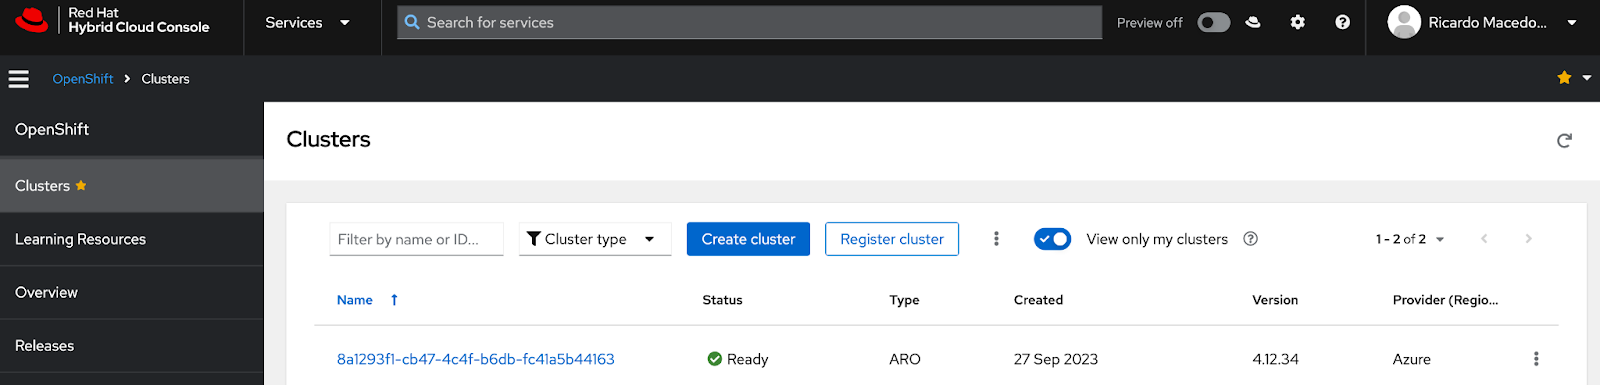 Red Hat
Hybrid Cloud Console
Services
Search for services
Preview off
Ricardo Macedo...
OpenShift
Clusters
OpenShift
Clusters
Learning Resources
Overview
Releases
Clusters
Filter by name or ID...
Cluster type
Create cluster
Register cluster
View only my clusters
1 - 2 of 2
Name
Status
Type
Created
Version
Provider (Regio...
8a1293f1-cb47-4c4f-b6db-fc41a5b44163
Ready
ARO
27 Sep 2023
4.12.34
Azure